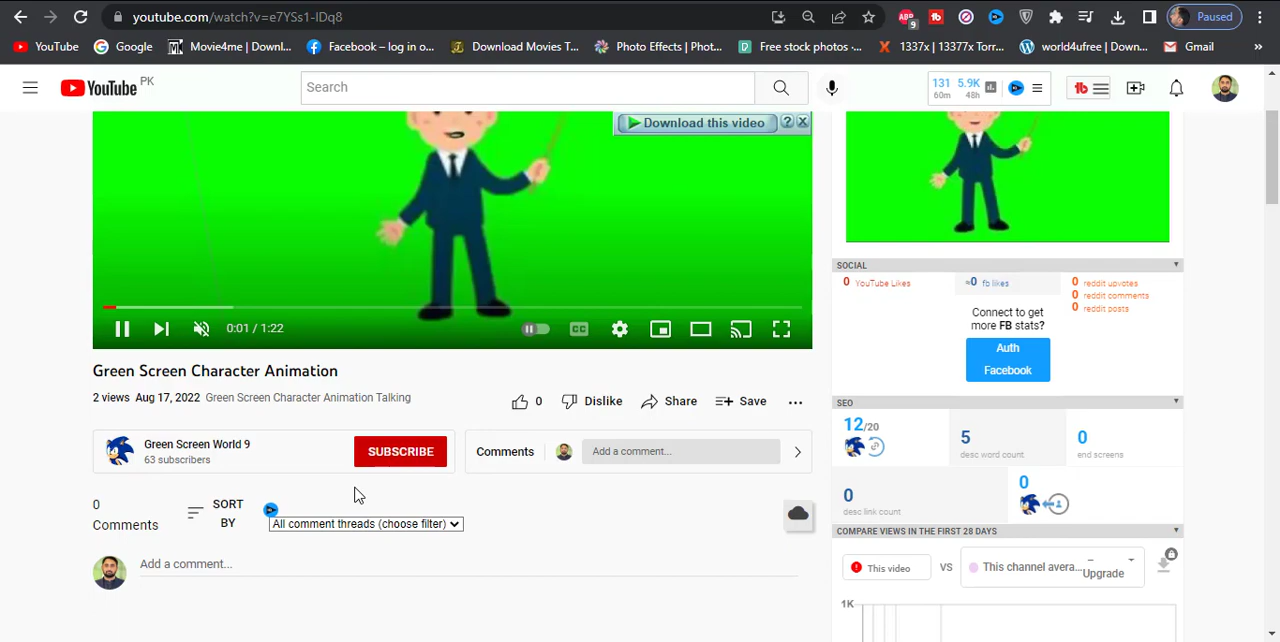 youtube.com/watch?v=e7YSs1-IDq8
ABP
9
Paused
YouTube
Google
Movie4me | Downl...
Facebook – log in o...
Download Movies T...
Photo Effects | Phot...
Free stock photos -...
1337x | 13377x Torr...
world4ufree | Down...
Gmail
»
YouTube PK
Search
131 5.9K
60m 48h
tb
Download this video ? X
0:01 / 1:22
CC
Green Screen Character Animation
2 views Aug 17, 2022 Green Screen Character Animation Talking
0
Dislike
Share
Save
...
Green Screen World 9
63 subscribers
SUBSCRIBE
Comments
Add a comment...
0
Comments
SORT
BY
All comment threads (choose filter)
Add a comment...
SOCIAL
0 YouTube Likes
≈0 fb likes
0 reddit upvotes
0 reddit comments
0 reddit posts
Connect to get
more FB stats?
Auth
Facebook
SEO
12/20
5
desc word count
0
end screens
0
desc link count
0
COMPARE VIEWS IN THE FIRST 28 DAYS
This video
VS
This channel avera... –
Upgrade
1K